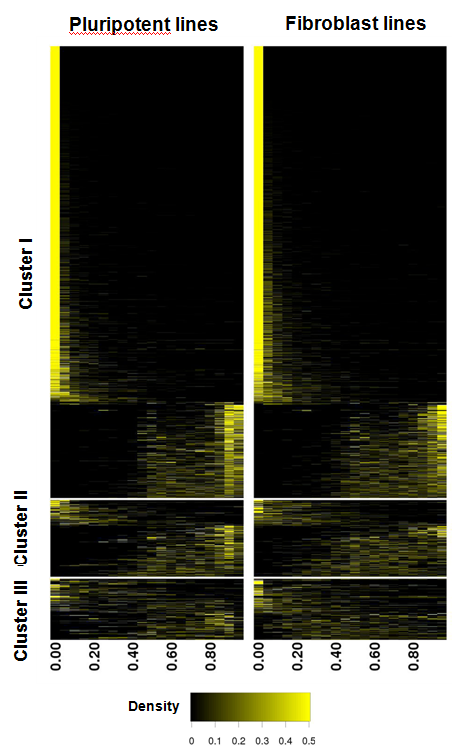 Pluripotent lines
Fibroblast lines
Cluster I
Cluster II
Cluster III
0.00 0.20 0.40 0.60 0.80
0.00 0.20 0.40 0.60 0.80
Density
0 0.1 0.2 0.3 0.4 0.5